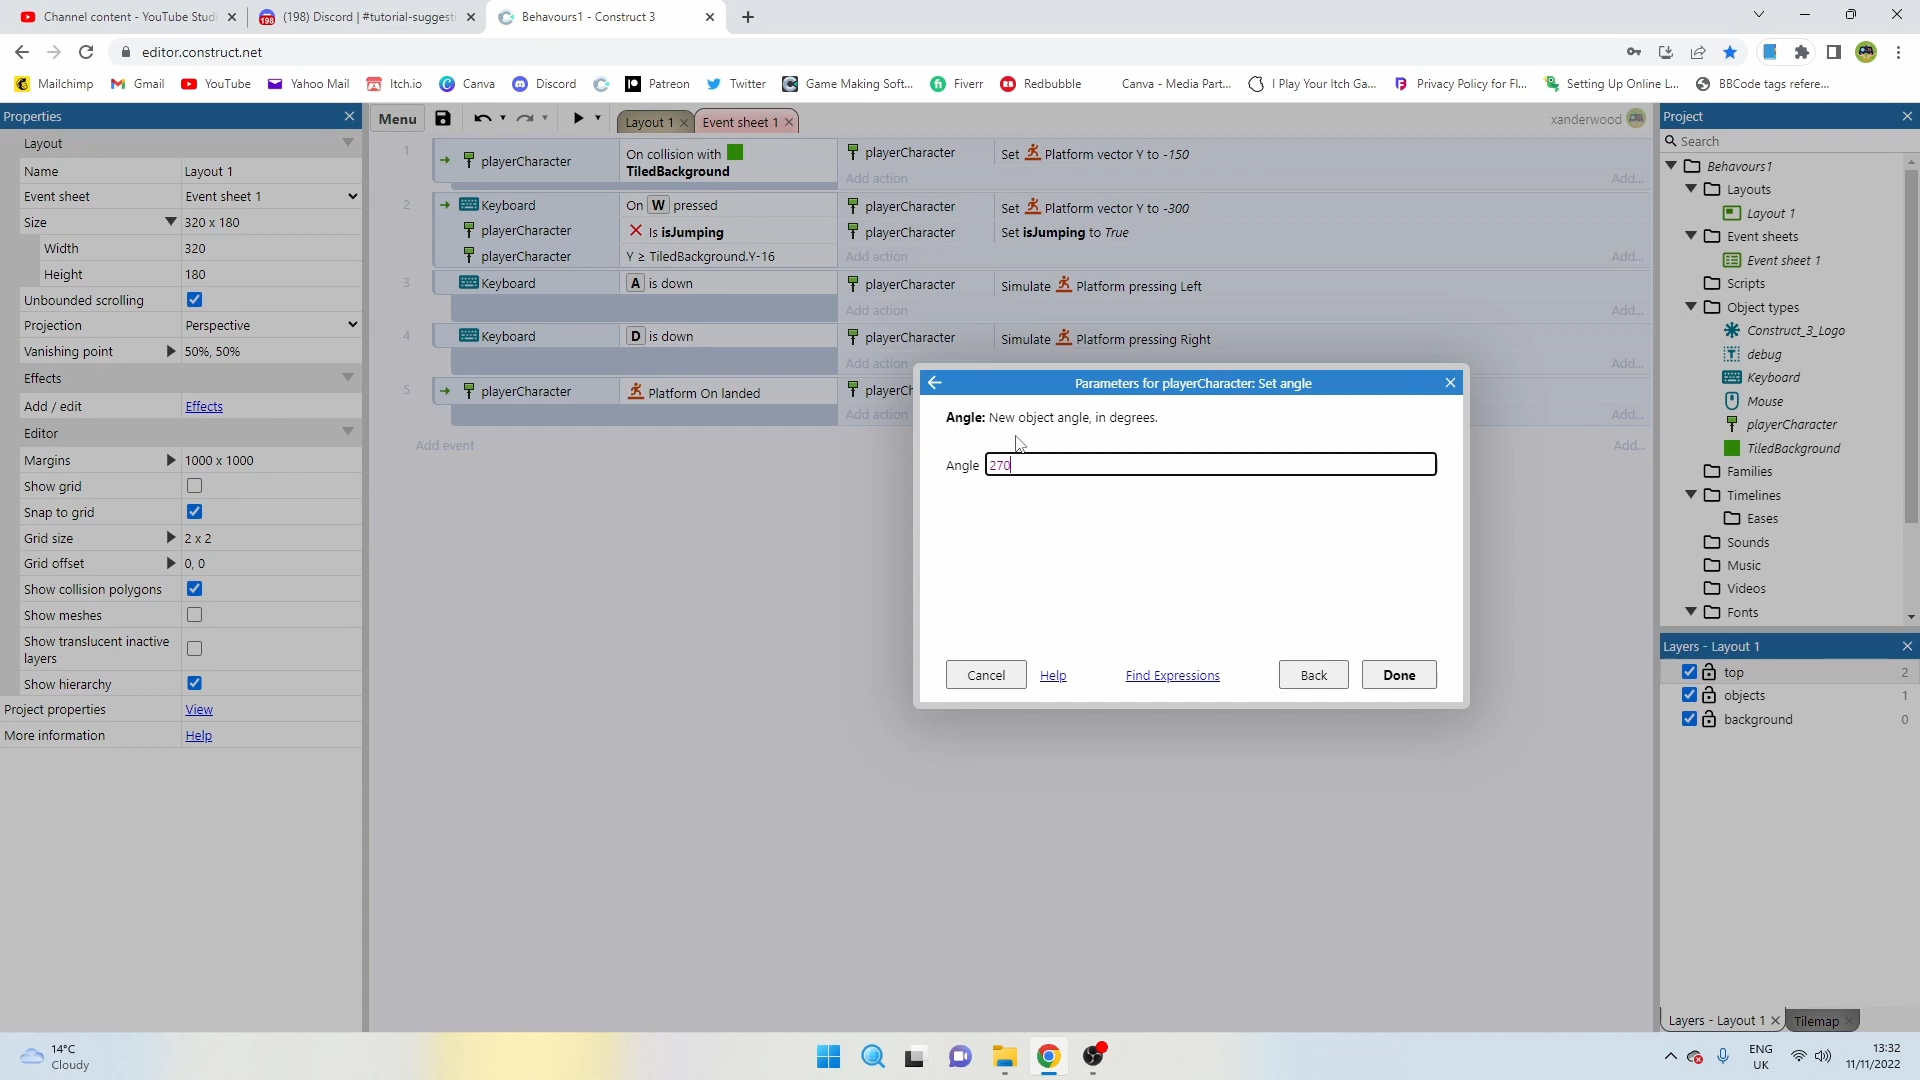 Channel content - YouTube Studi
(198) Discord | #tutorial-suggesti
Behavours1 - Construct 3
editor.construct.net
Mailchimp
Gmail
YouTube
Yahoo Mail
Itch.io
Canva
Discord
Patreon
Twitter
Game Making Soft...
Fiverr
Redbubble
Canva - Media Part...
I Play Your Itch Ga...
Privacy Policy for Fl...
Setting Up Online L...
BBCode tags refere...
Properties
Layout
Name
Layout 1
Event sheet
Event sheet 1
Size
320 x 180
Width
320
Height
180
Unbounded scrolling
Projection
Perspective
Vanishing point
50%, 50%
Effects
Add / edit
Effects
Editor
Margins
1000 x 1000
Show grid
Snap to grid
Grid size
2 x 2
Grid offset
0, 0
Show collision polygons
Show meshes
Show translucent inactive
layers
Show hierarchy
Project properties
View
More information
Help
Menu
Layout 1
Event sheet 1
xanderwood
1
playerCharacter
On collision with
TiledBackground
playerCharacter
Set Platform vector Y to -150
Add action
Add...
2
Keyboard
On W pressed
playerCharacter
Set Platform vector Y to -300
playerCharacter
Is isJumping
playerCharacter
Set isJumping to True
playerCharacter
Y ≥ TiledBackground.Y-16
Add action
Add...
3
Keyboard
A is down
playerCharacter
Simulate Platform pressing Left
Add action
Add...
4
Keyboard
D is down
playerCharacter
Simulate Platform pressing Right
Add action
Add...
5
playerCharacter
Platform On landed
playerC
Add action
Add...
Add event
Add...
Parameters for playerCharacter: Set angle
Angle: New object angle, in degrees.
Angle
270
Cancel
Help
Find Expressions
Back
Done
Project
Search
Behavours1
Layouts
Layout 1
Event sheets
Event sheet 1
Scripts
Object types
Construct_3_Logo
debug
Keyboard
Mouse
playerCharacter
TiledBackground
Families
Timelines
Eases
Sounds
Music
Videos
Fonts
Layers - Layout 1
top
2
objects
1
background
0
Layers - Layout 1
Tilemap
14°C
Cloudy
ENG
UK
13:32
11/11/2022